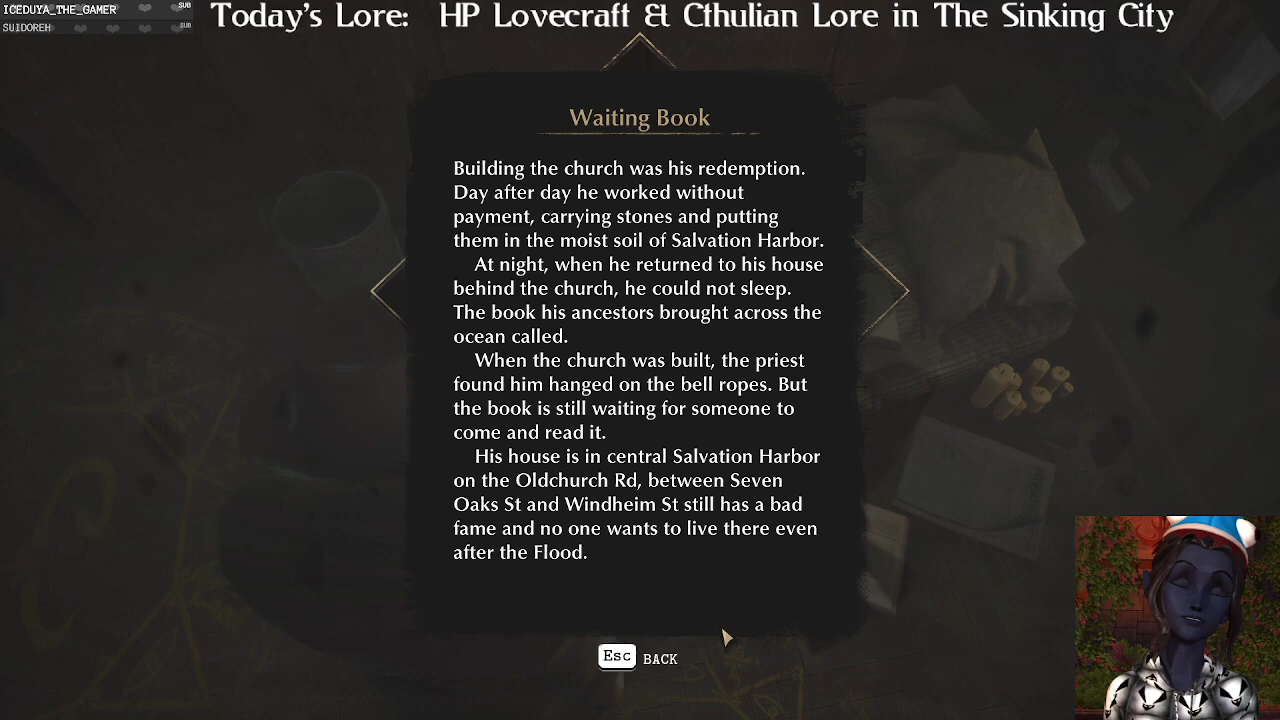 ICEDUYA_THE_GAMER SUB
SUIDOREH SUB
Today's Lore: HP Lovecraft & Cthulian Lore in The Sinking City
Waiting Book
Building the church was his redemption.
Day after day he worked without
payment, carrying stones and putting
them in the moist soil of Salvation Harbor.
At night, when he returned to his house
behind the church, he could not sleep.
The book his ancestors brought across the
ocean called.
When the church was built, the priest
found him hanged on the bell ropes. But
the book is still waiting for someone to
come and read it.
His house is in central Salvation Harbor
on the Oldchurch Rd, between Seven
Oaks St and Windheim St still has a bad
fame and no one wants to live there even
after the Flood.
Esc BACK